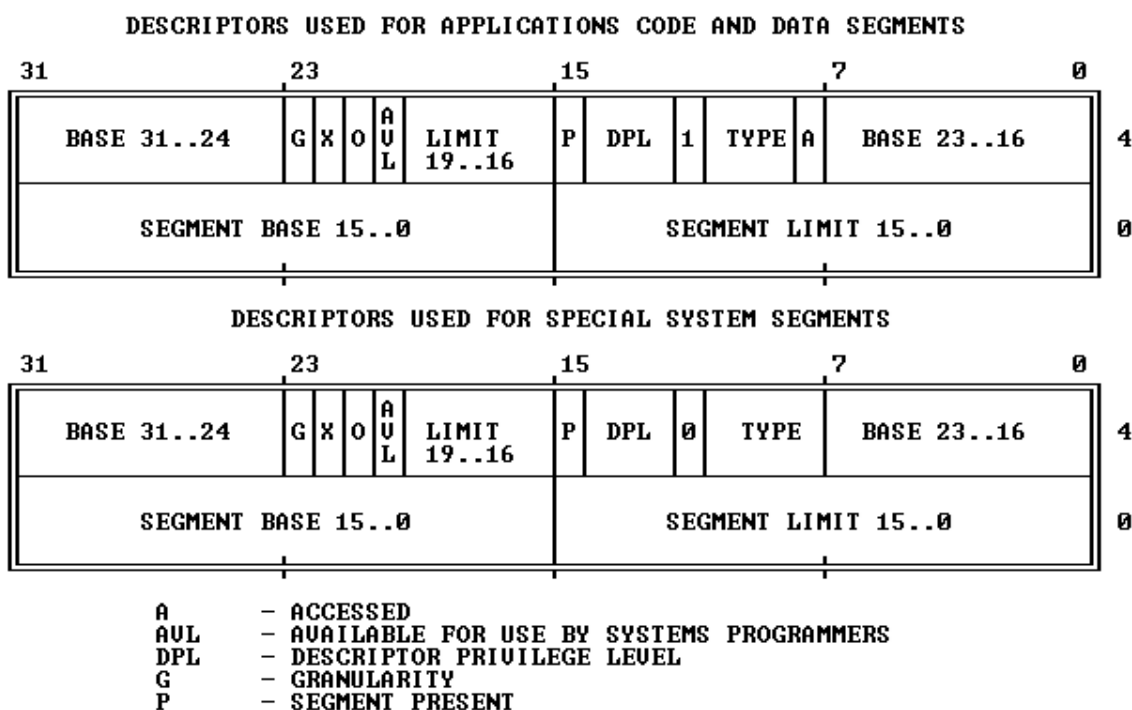 DESCRIPTORS USED FOR APPLICATIONS CODE AND DATA SEGMENTS
31 23 15 7 0
BASE 31..24 G X O AVL LIMIT 19..16 P DPL 1 TYPE A BASE 23..16 4
SEGMENT BASE 15..0 SEGMENT LIMIT 15..0 0
DESCRIPTORS USED FOR SPECIAL SYSTEM SEGMENTS
31 23 15 7 0
BASE 31..24 G X O AVL LIMIT 19..16 P DPL 0 TYPE BASE 23..16 4
SEGMENT BASE 15..0 SEGMENT LIMIT 15..0 0
A - ACCESSED
AVL - AVAILABLE FOR USE BY SYSTEMS PROGRAMMERS
DPL - DESCRIPTOR PRIVILEGE LEVEL
G - GRANULARITY
P - SEGMENT PRESENT